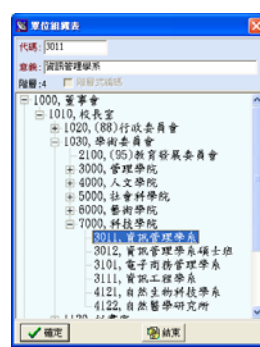 單位組織表
代碼: 3011
意義: 資訊管理學系
階層:4 階層式編碼
1000, 董事會
1010, 校長室
1020, (88)行政委員會
1030, 學術委員會
2100, (95)教育發展委員會
3000, 管理學院
4000, 人文學院
5000, 社會科學院
6000, 藝術學院
7000, 科技學院
3011, 資訊管理學系
3012, 資訊管理學系碩士班
3101, 電子商務管理學系
3111, 資訊工程學系
4121, 自然生物科技學系
4122, 自然醫學研究所
確定 結束